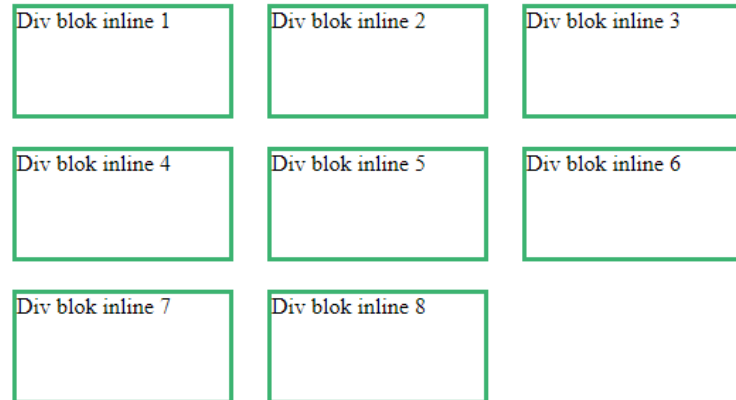 Div blok inline 1
Div blok inline 2
Div blok inline 3
Div blok inline 4
Div blok inline 5
Div blok inline 6
Div blok inline 7
Div blok inline 8